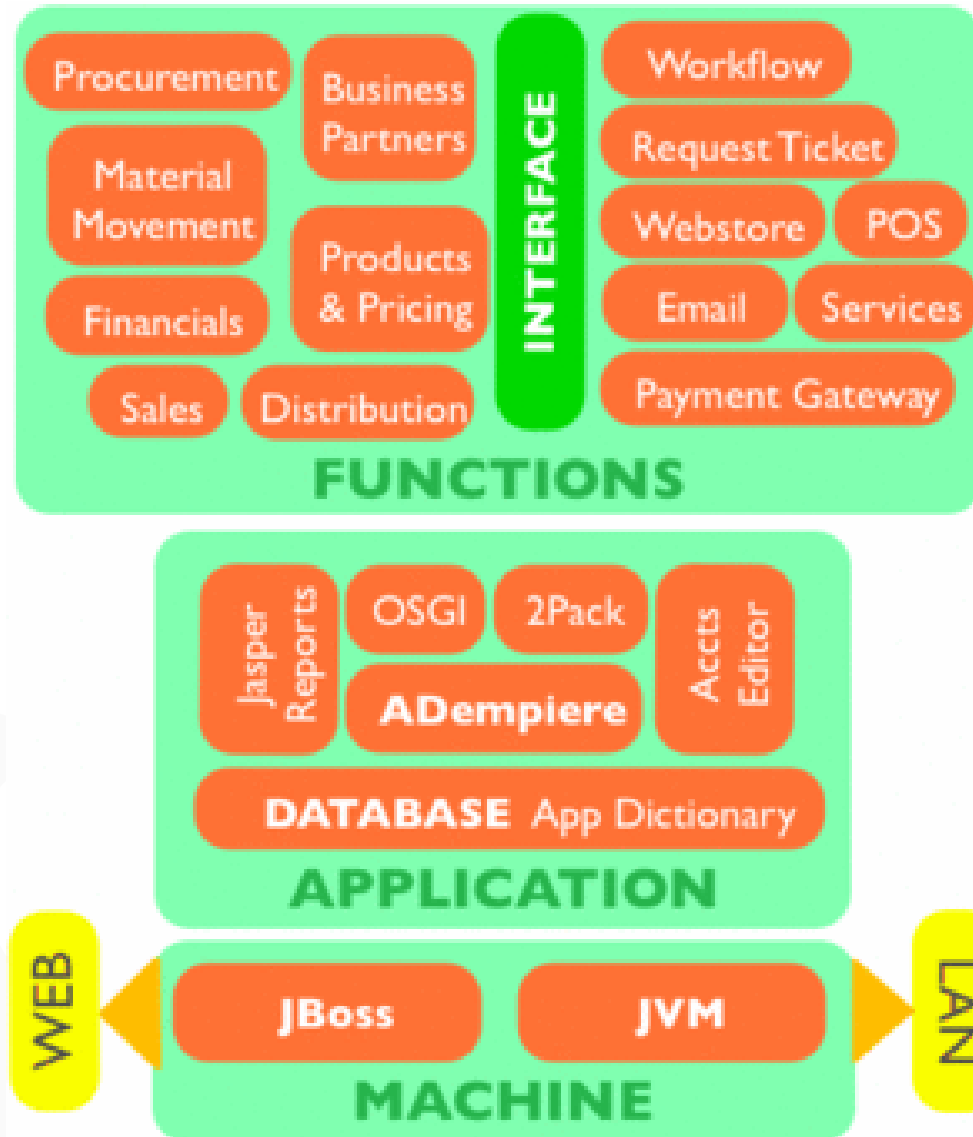 Procurement
Business
Partners
Material
Movement
Products
& Pricing
Financials
Sales
Distribution
INTERFACE
Workflow
Request Ticket
Webstore
POS
Email
Services
Payment Gateway
FUNCTIONS
Jasper
Reports
OSGI
2Pack
ADempiere
Accts
Editor
DATABASE App Dictionary
APPLICATION
WEB
JBoss
JVM
LAN
MACHINE